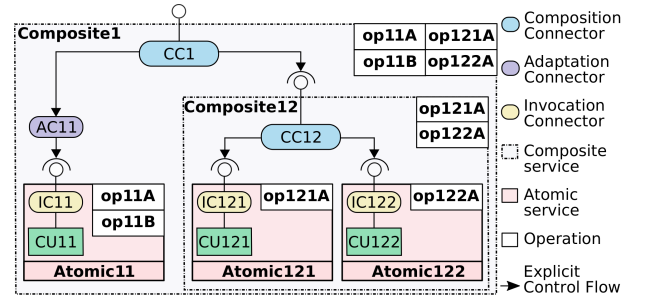 Composite1
CC1
op11A
op121A
op11B
op122A
AC11
Composite12
CC12
op121A
op122A
IC11
op11A
op11B
CU11
Atomic11
IC121
op121A
CU121
Atomic121
IC122
op122A
CU122
Atomic122
Composition
Connector
Adaptation
Connector
Invocation
Connector
Composite
service
Atomic
service
Operation
Explicit
Control Flow